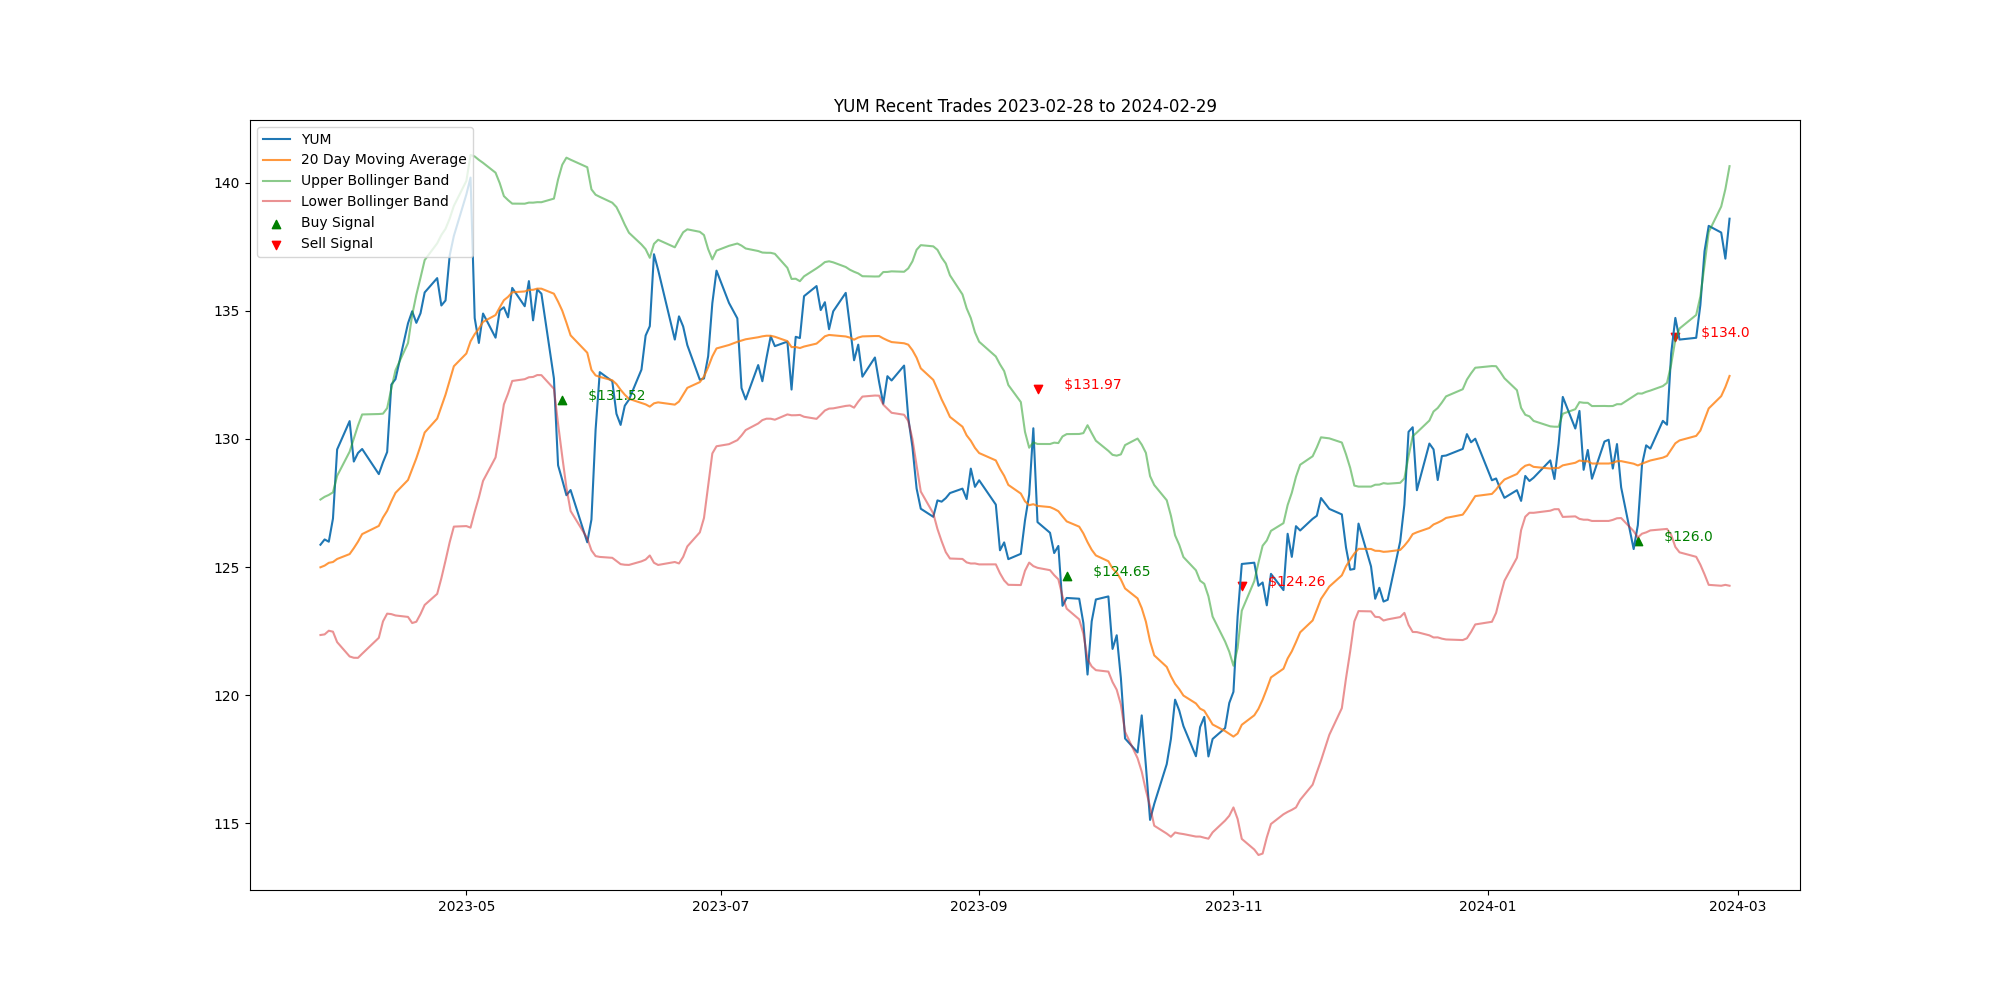 YUM Recent Trades 2023-02-28 to 2024-02-29
YUM
20 Day Moving Average
Upper Bollinger Band
Lower Bollinger Band
Buy Signal
Sell Signal
140
135
130
125
120
115
$134.0
$131.97
$131.52
$124.65
$124.26
$126.0
2023-05
2023-07
2023-09
2023-11
2024-01
2024-03